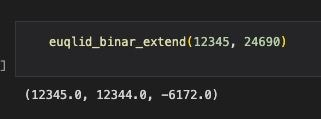 euqlid_binar_extend(12345, 24690)
]
(12345.0, 12344.0, -6172.0)